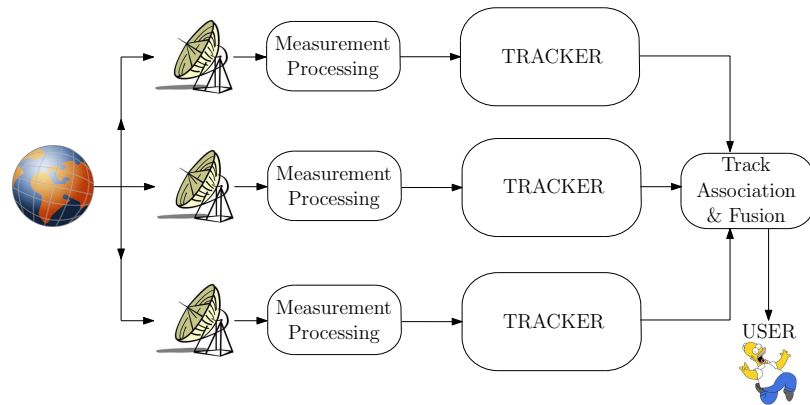 Measurement
Processing
TRACKER
Measurement
Processing
TRACKER
Track
Association
& Fusion
Measurement
Processing
TRACKER
USER